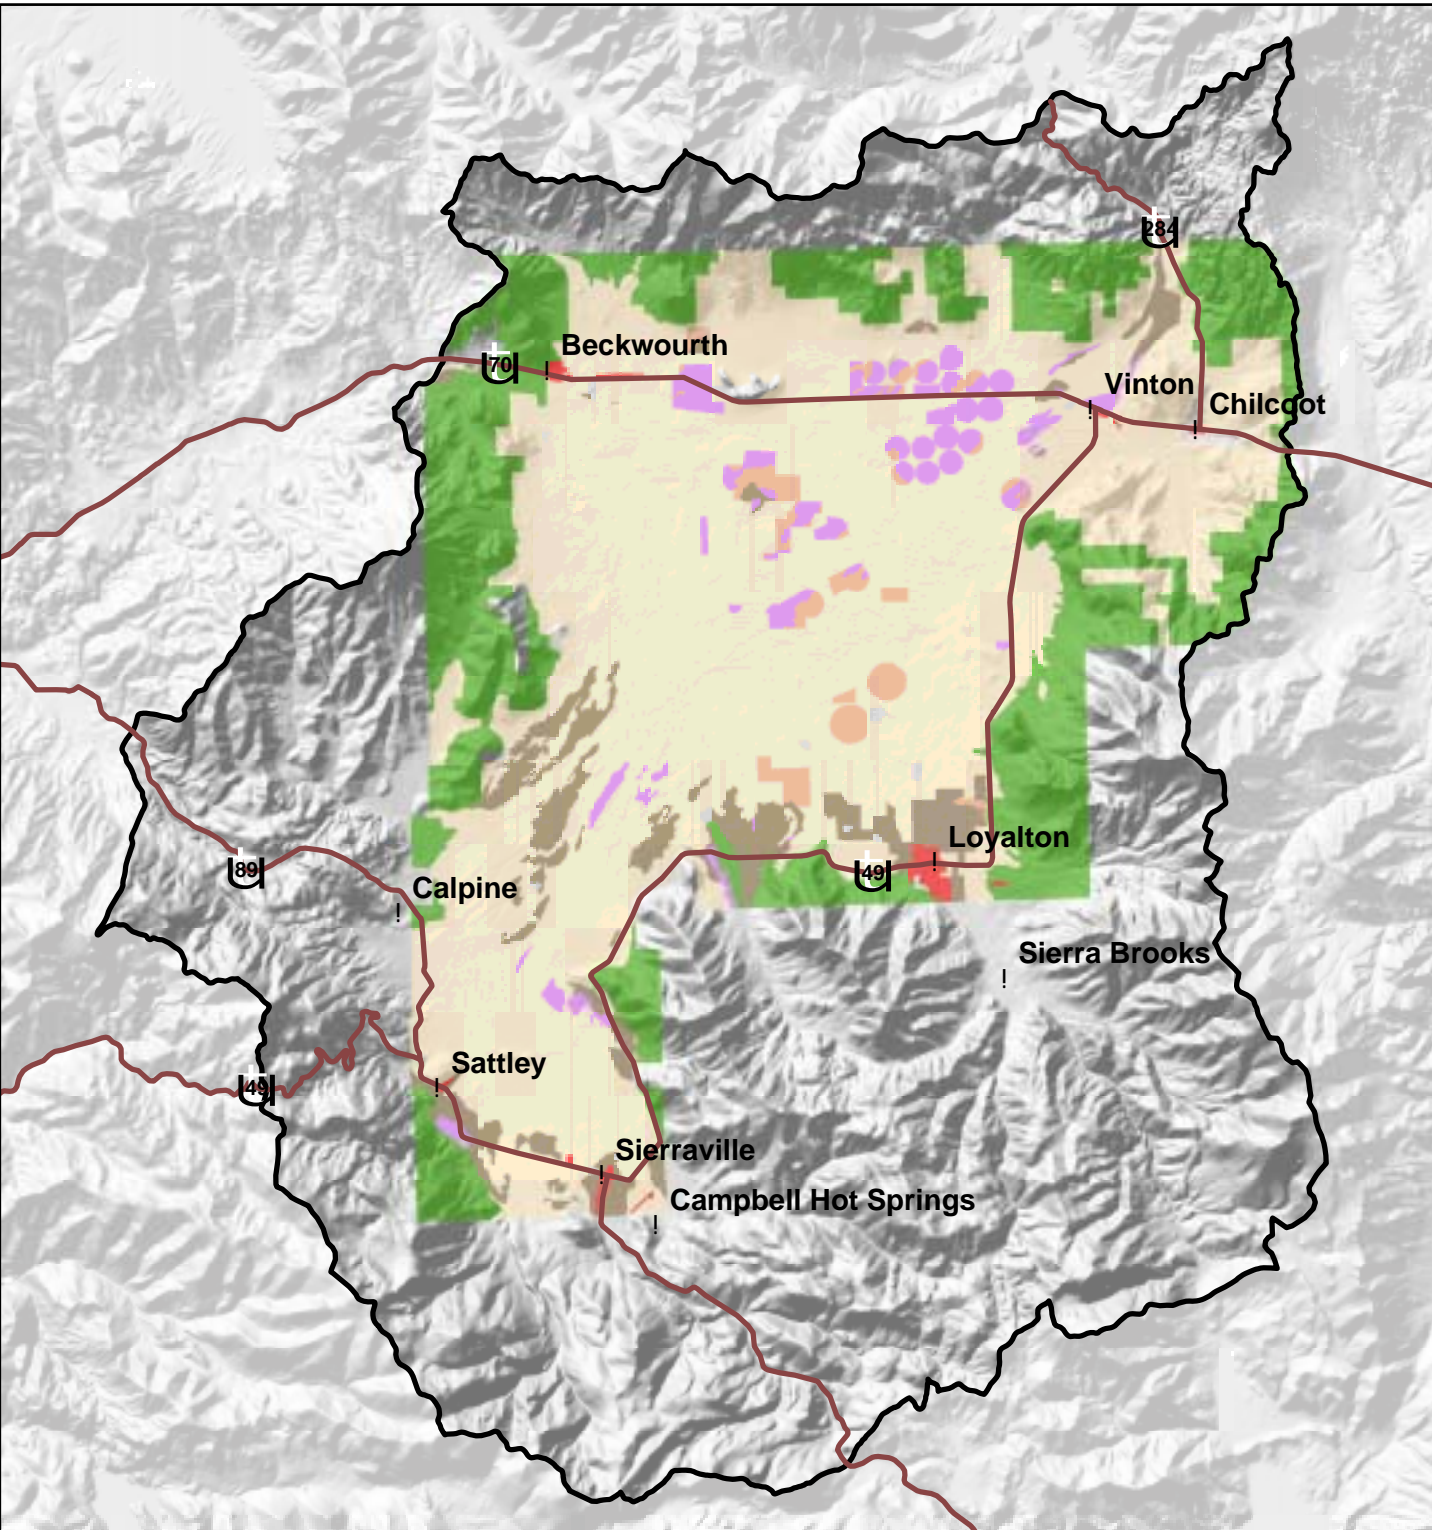 284
Beckwourth
70
Vinton
Chilcoot
Loyalton
89
49
Calpine
Sierra Brooks
Sattley
49
Sierraville
Campbell Hot Springs